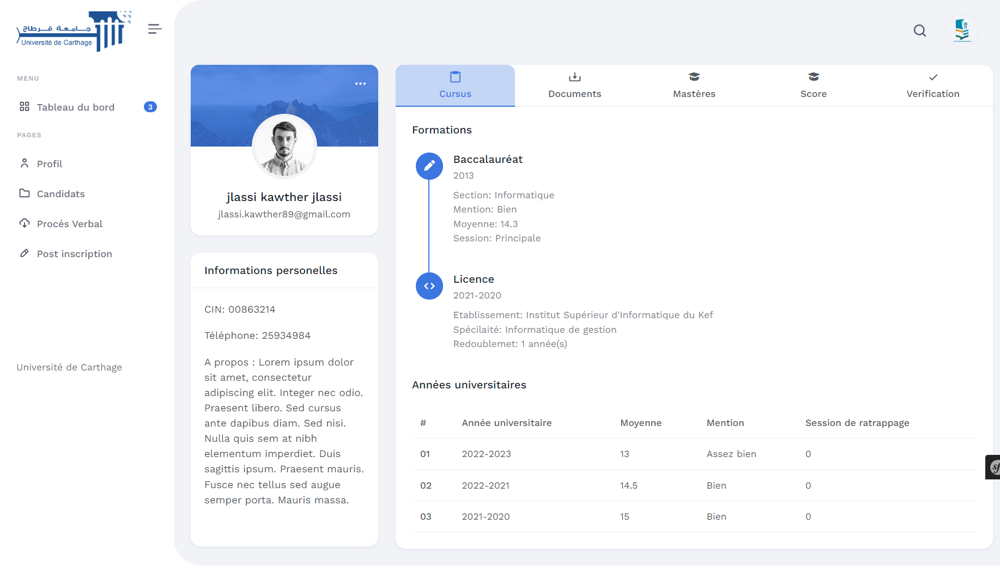 جامعة قرطاج
Université de Carthage
MENU
Tableau du bord
3
PAGES
Profil
Candidats
Procés Verbal
Post inscription
Université de Carthage
jlassi kawther jlassi
jlassi.kawther89@gmail.com
Informations personelles
CIN: 00863214
Téléphone: 25934984
A propos : Lorem ipsum dolor
sit amet, consectetur
adipiscing elit. Integer nec odio.
Praesent libero. Sed cursus
ante dapibus diam. Sed nisi.
Nulla quis sem at nibh
elementum imperdiet. Duis
sagittis ipsum. Praesent mauris.
Fusce nec tellus sed augue
semper porta. Mauris massa.
Cursus
Documents
Mastères
Score
Verification
Formations
Baccalauréat
2013
Section: Informatique
Mention: Bien
Moyenne: 14.3
Session: Principale
Licence
2021-2020
Etablissement: Institut Supérieur d'Informatique du Kef
Spécilaité: Informatique de gestion
Redoublemet: 1 année(s)
Années universitaires
# Année universitaire Moyenne Mention Session de ratrappage
01 2022-2023 13 Assez bien 0
02 2022-2021 14.5 Bien 0
03 2021-2020 15 Bien 0
sf